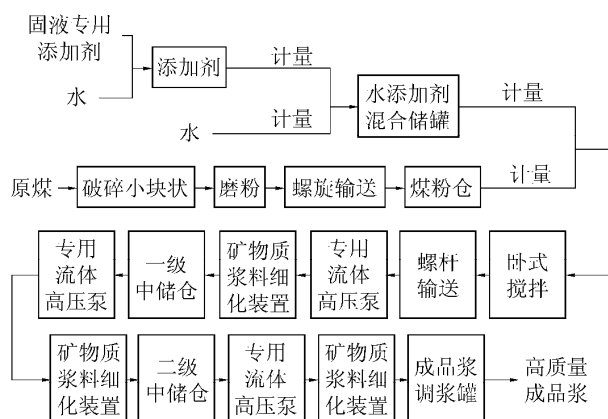 固液专用
添加剂
水
添加剂
计量
水
计量
水添加剂
混合储罐
计量
原煤
破碎小块状
磨粉
螺旋输送
煤粉仓
计量
专用
流体
高压泵
一级
中储仓
矿物质
浆料细
化装置
专用
流体
高压泵
螺杆
输送
卧式
搅拌
矿物质
浆料细
化装置
二级
中储仓
专用
流体
高压泵
矿物质
浆料细
化装置
成品浆
调浆罐
高质量
成品浆